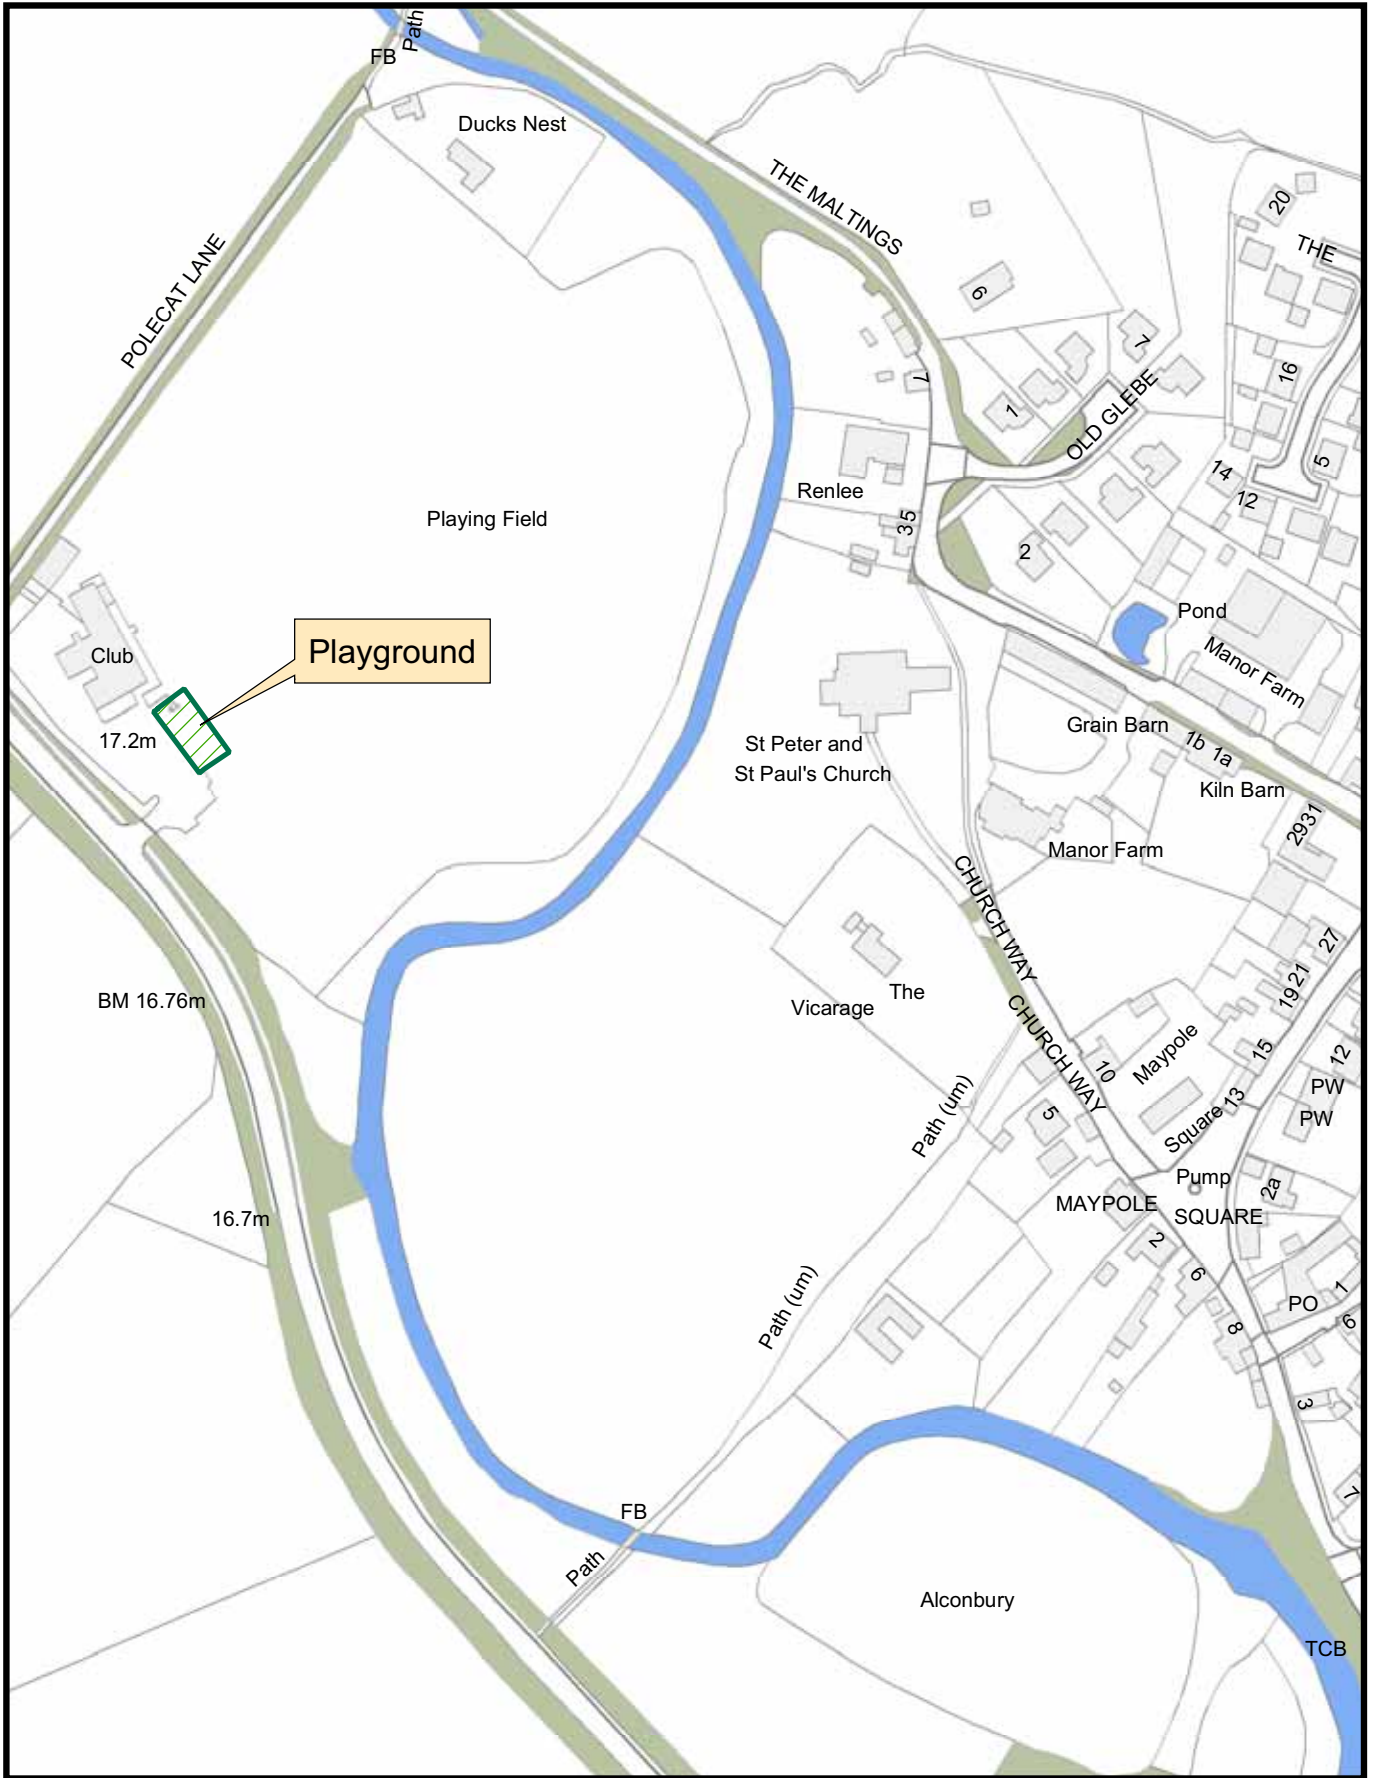 Path
FB
Ducks Nest
THE MALTINGS
20
THE
POLECAT LANE
6
7
16
7
1
OLD GLEBE
5
14
12
Renlee
35
Playing Field
2
Pond
Manor Farm
Club
Playground
17.2m
Grain Barn
1b 1a
St Peter and
St Paul's Church
Kiln Barn
2931
Manor Farm
CHURCH WAY
27
21
19
The
Vicarage
BM 16.76m
CHURCH WAY
Maypole
15
12
10
PW
Path (um)
5
13
PW
Square
Pump
2a
MAYPOLE
SQUARE
16.7m
2
6
1
PO
Path (um)
6
8
3
7
FB
Path
Alconbury
TCB